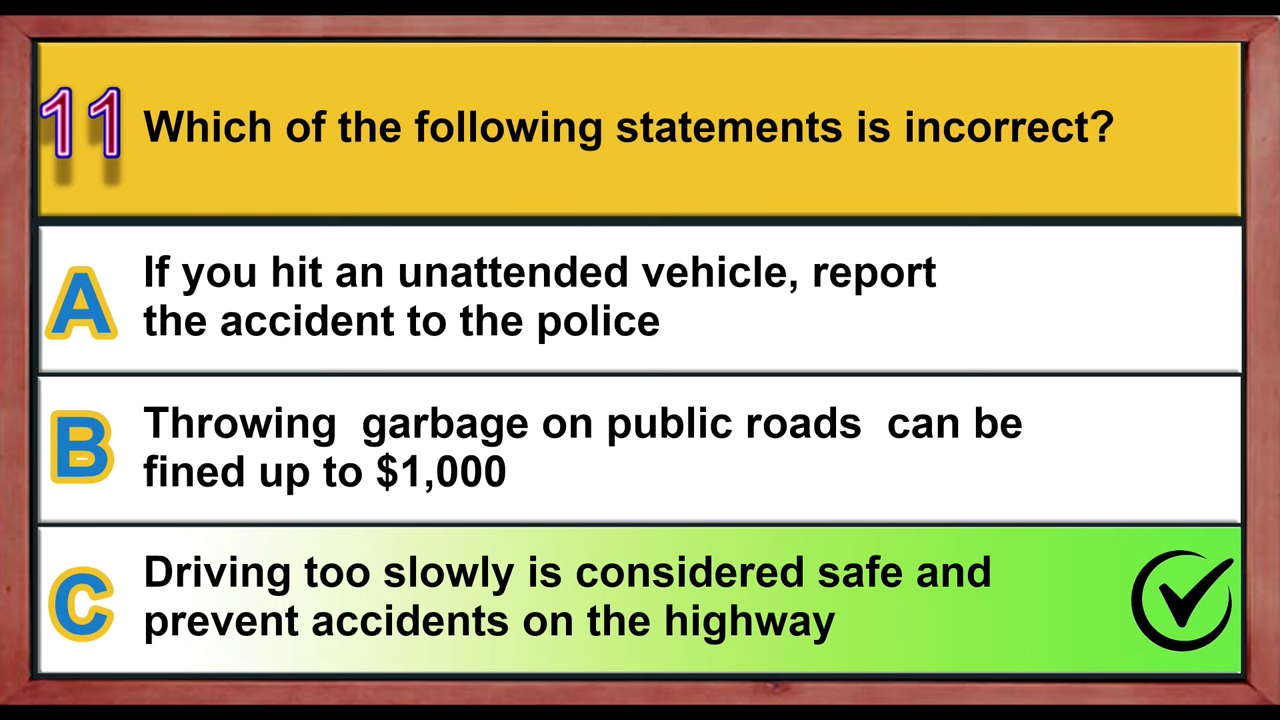 11 Which of the following statements is incorrect?
A If you hit an unattended vehicle, report
the accident to the police
B Throwing garbage on public roads can be
fined up to $1,000
C Driving too slowly is considered safe and
prevent accidents on the highway